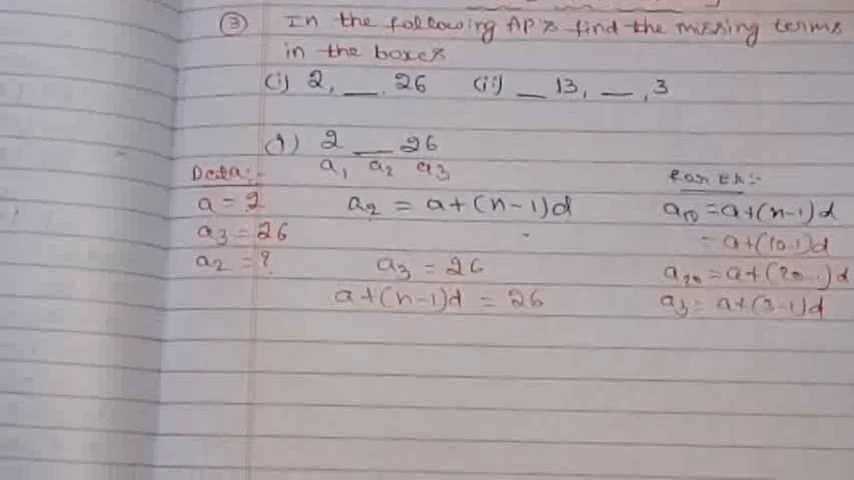 ③ In the following AP's find the missing terms
in the boxes
(i) 2, __, 26 (ii) __ 13, __, 3
(i) 2 __ 26
a₁ a₂ a₃
Data:-
a = 2
a₃ = 26
a₂ = ?
a₂ = a+(n-1)d
a₃ = 26
a+(n-1)d = 26
For Ex:-
a₁₀ = a+(n-1)d
= a+(10-1)d
a₂₀ = a+(20-1)d
a₃ = a+(3-1)d